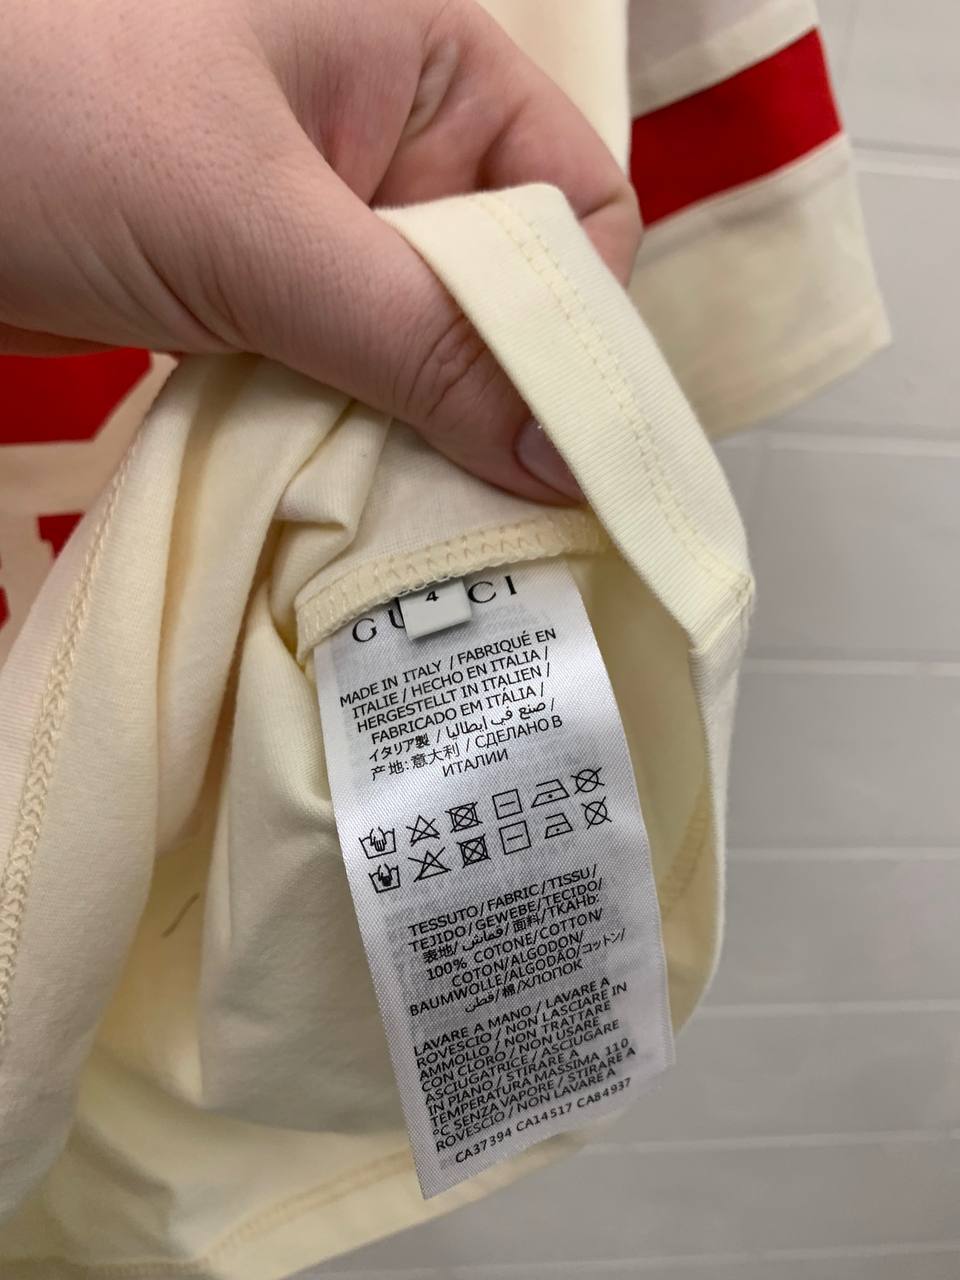 GU CI
4
MADE IN ITALY / FABRIQUÉ EN
ITALIE / HECHO EN ITALIA /
HERGESTELLT IN ITALIEN /
FABRICADO EM ITÁLIA /
イタリア製 / صنع في إيطاليا /
产地:意大利 / СДЕЛАНО В
ИТАЛИИ
TESSUTO/FABRIC/TISSU/
TEJIDO/GEWEBE/TECIDO/
表地/قماش/面料/ТКАНЬ:
100% COTONE/COTTON/
COTON/ALGODON/
BAUMWOLLE/ALGODÃO/コットン/
قطن/棉/ХЛОПОК
LAVARE A MANO / LAVARE A
ROVESCIO / NON LASCIARE IN
AMMOLLO / NON TRATTARE
CON CLORO / NON USARE
ASCIUGATRICE / ASCIUGARE
IN PIANO / STIRARE A
TEMPERATURA MASSIMA 110
°C SENZA VAPORE / STIRARE A
ROVESCIO / NON LAVARE A
CA37394 CA14517 CA84937